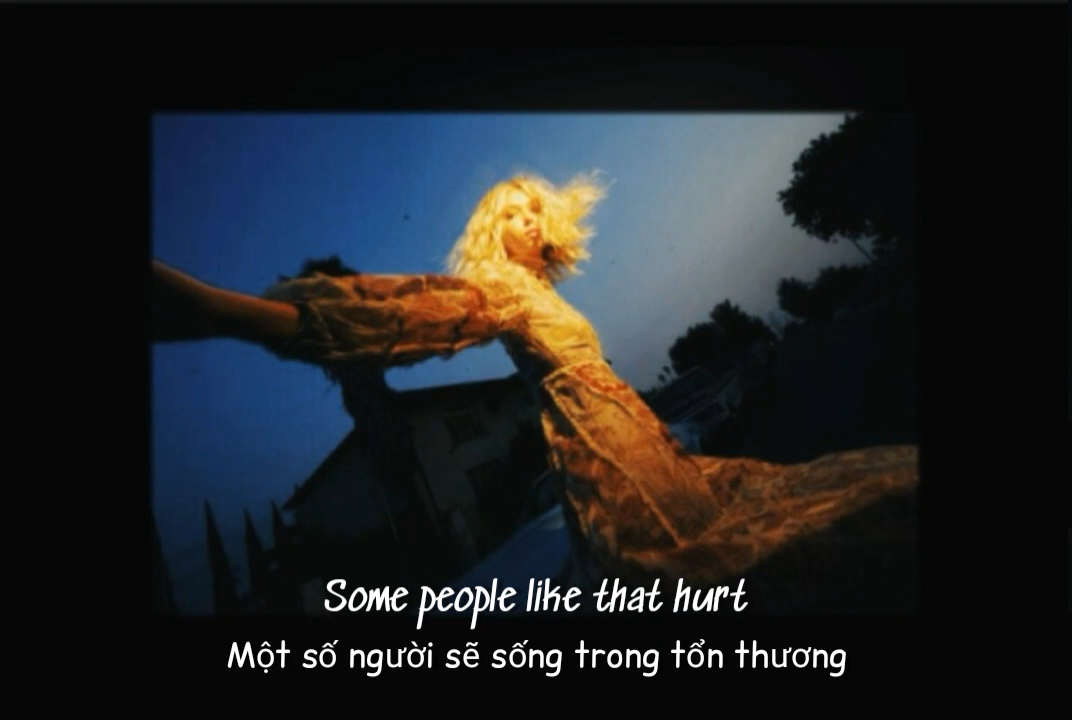 Some people like that hurt
Một số người sẽ sống trong tổn thương